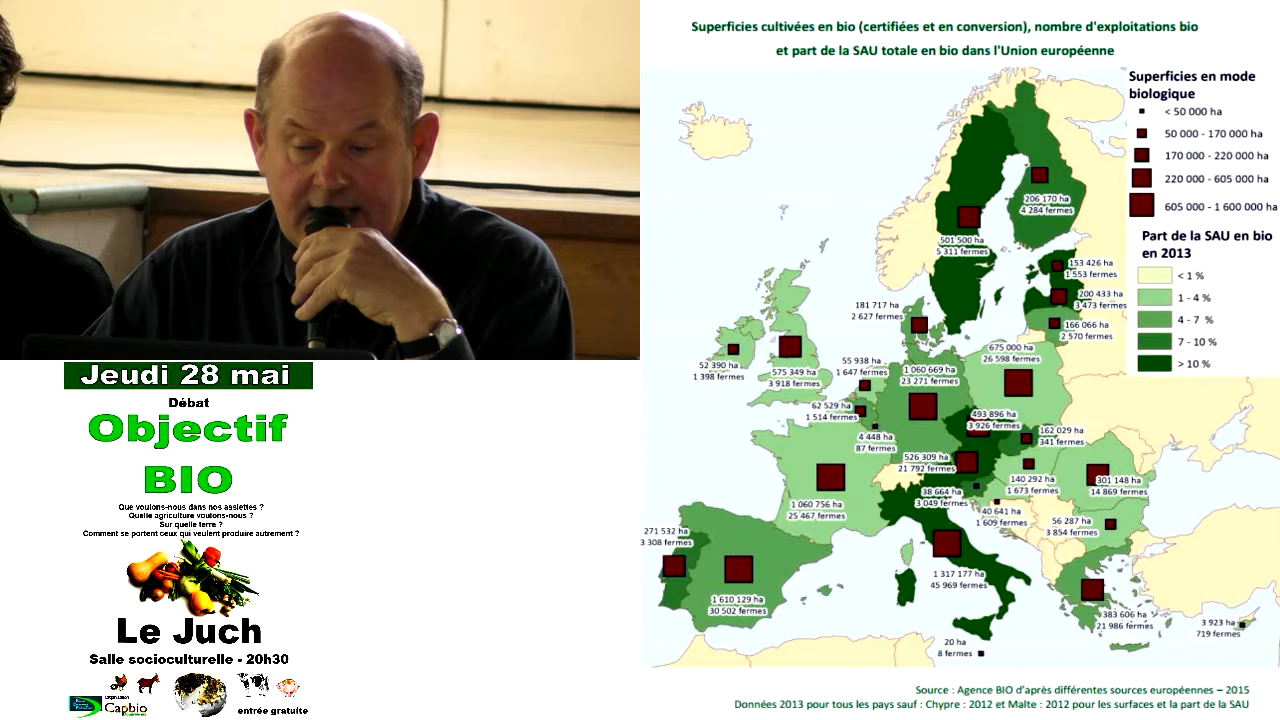 Jeudi 28 mai
Débat
Objectif
BIO
Que voulons-nous dans nos assiettes ?
Quelle agriculture voulons-nous ?
Sur quelle terre ?
Comment se portent ceux qui veulent produire autrement ?
Le Juch
Salle socioculturelle - 20h30
Capbio
entrée gratuite
Superficies cultivées en bio (certifiées et en conversion), nombre d'exploitations bio
et part de la SAU totale en bio dans l'Union européenne
Superficies en mode
biologique
< 50 000 ha
50 000 - 170 000 ha
170 000 - 220 000 ha
220 000 - 605 000 ha
605 000 - 1 600 000 ha
Part de la SAU en bio
en 2013
< 1 %
1 - 4 %
4 - 7 %
7 - 10 %
> 10 %
206 170 ha
4 284 fermes
501 500 ha
5 311 fermes
153 426 ha
1 553 fermes
200 433 ha
3 473 fermes
166 066 ha
2 570 fermes
181 717 ha
2 627 fermes
52 390 ha
1 398 fermes
575 349 ha
3 918 fermes
55 938 ha
1 647 fermes
62 529 ha
1 514 fermes
4 448 ha
87 fermes
1 060 669 ha
23 271 fermes
675 000 ha
26 598 fermes
493 896 ha
3 926 fermes
162 029 ha
341 fermes
526 309 ha
21 792 fermes
140 292 ha
1 673 fermes
301 148 ha
14 869 fermes
38 664 ha
3 049 fermes
40 641 ha
1 609 fermes
56 287 ha
3 854 fermes
1 060 756 ha
25 467 fermes
271 532 ha
3 308 fermes
1 610 129 ha
30 502 fermes
1 317 177 ha
45 969 fermes
383 606 ha
21 986 fermes
3 923 ha
719 fermes
20 ha
8 fermes
Source : Agence BIO d'après différentes sources européennes – 2015
Données 2013 pour tous les pays sauf : Chypre : 2012 et Malte : 2012 pour les surfaces et la part de la SAU